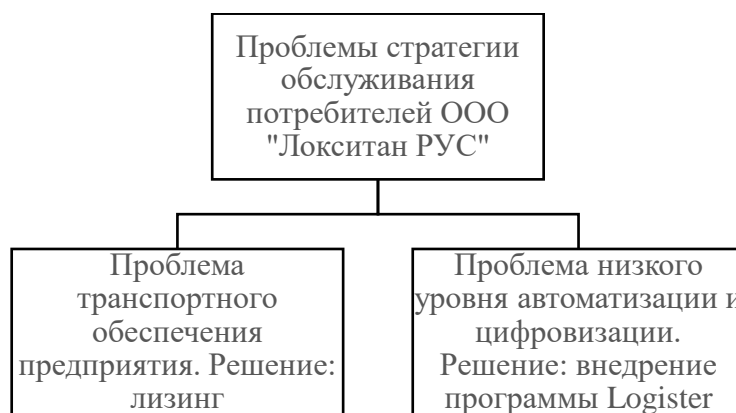 Проблемы стратегии
обслуживания
потребителей ООО
"Локситан РУС"
Проблема
транспортного
обеспечения
предприятия. Решение:
лизинг
Проблема низкого
уровня автоматизации и
цифровизации.
Решение: внедрение
программы Logister